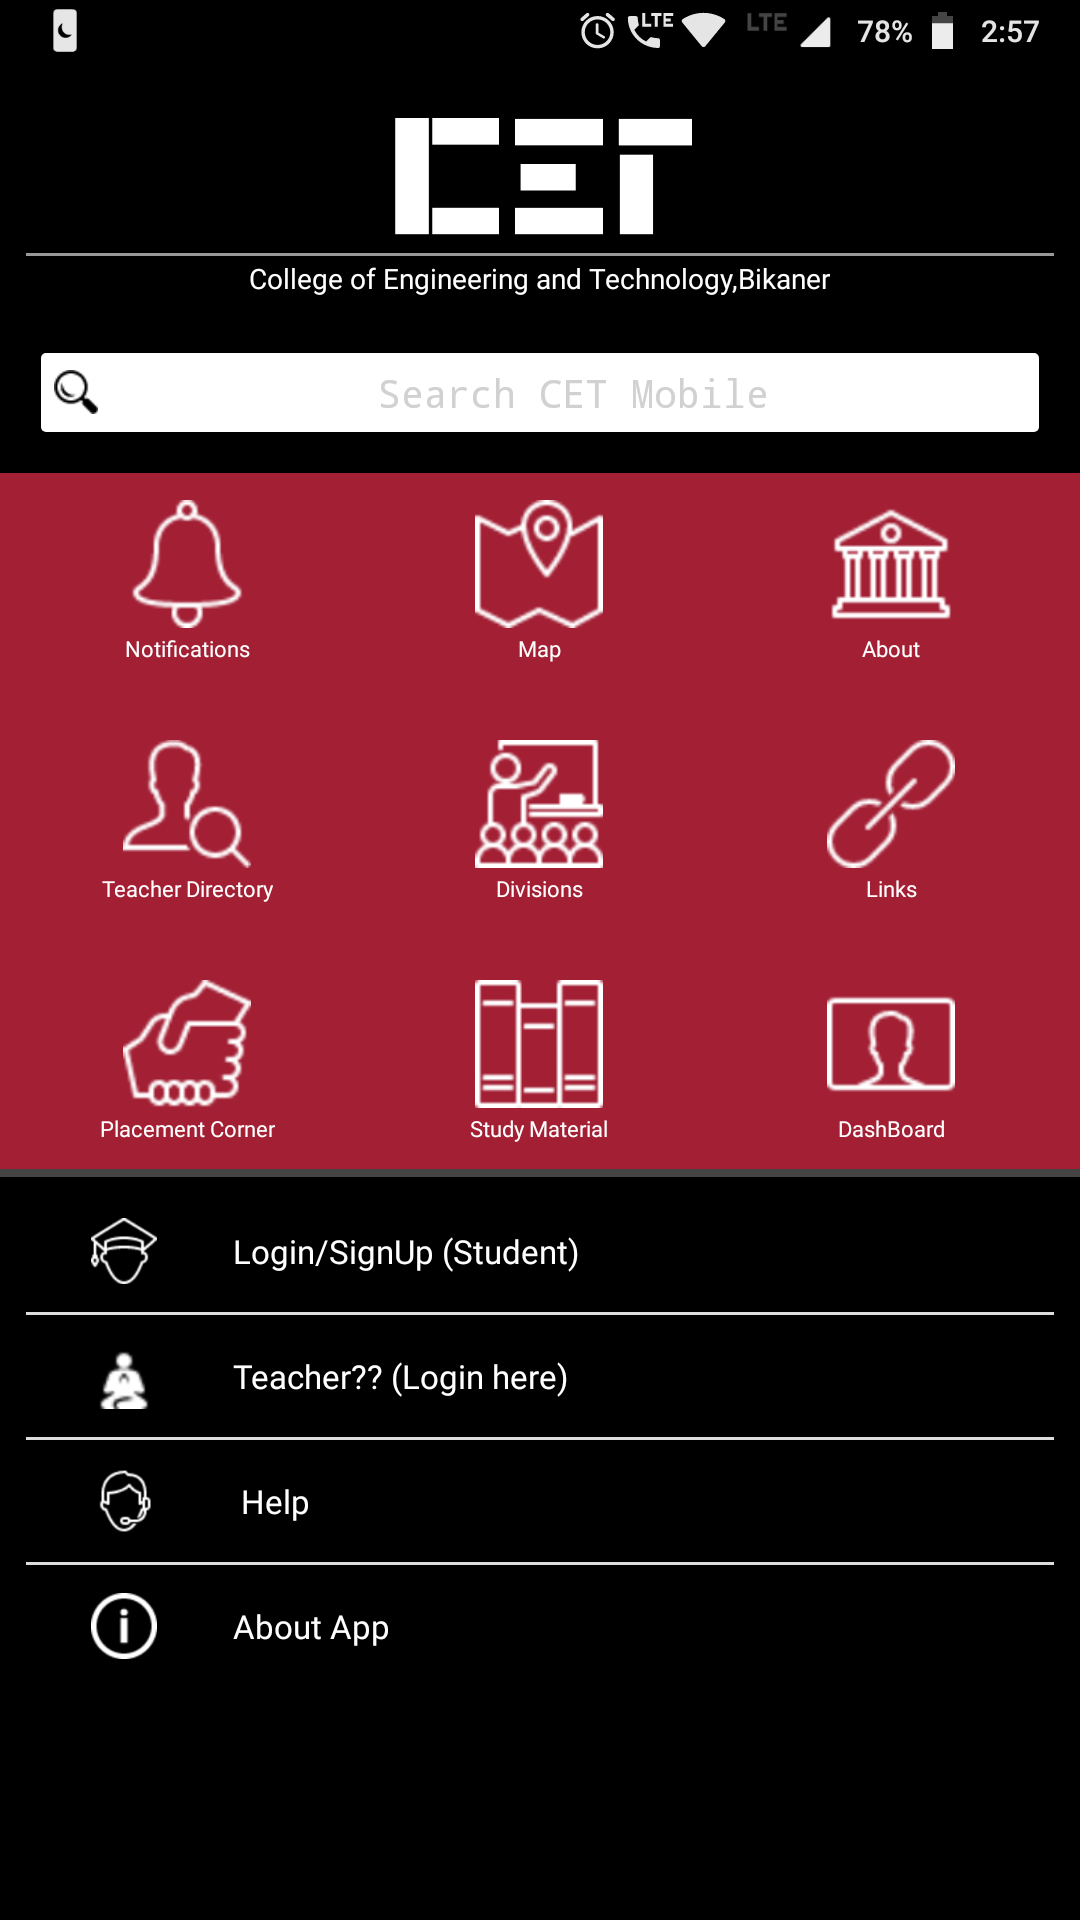 LTE LTE 78% 2:57
CET
College of Engineering and Technology,Bikaner
Search CET Mobile
Notifications Map About
Teacher Directory Divisions Links
Placement Corner Study Material DashBoard
Login/SignUp (Student)
Teacher?? (Login here)
Help
About App